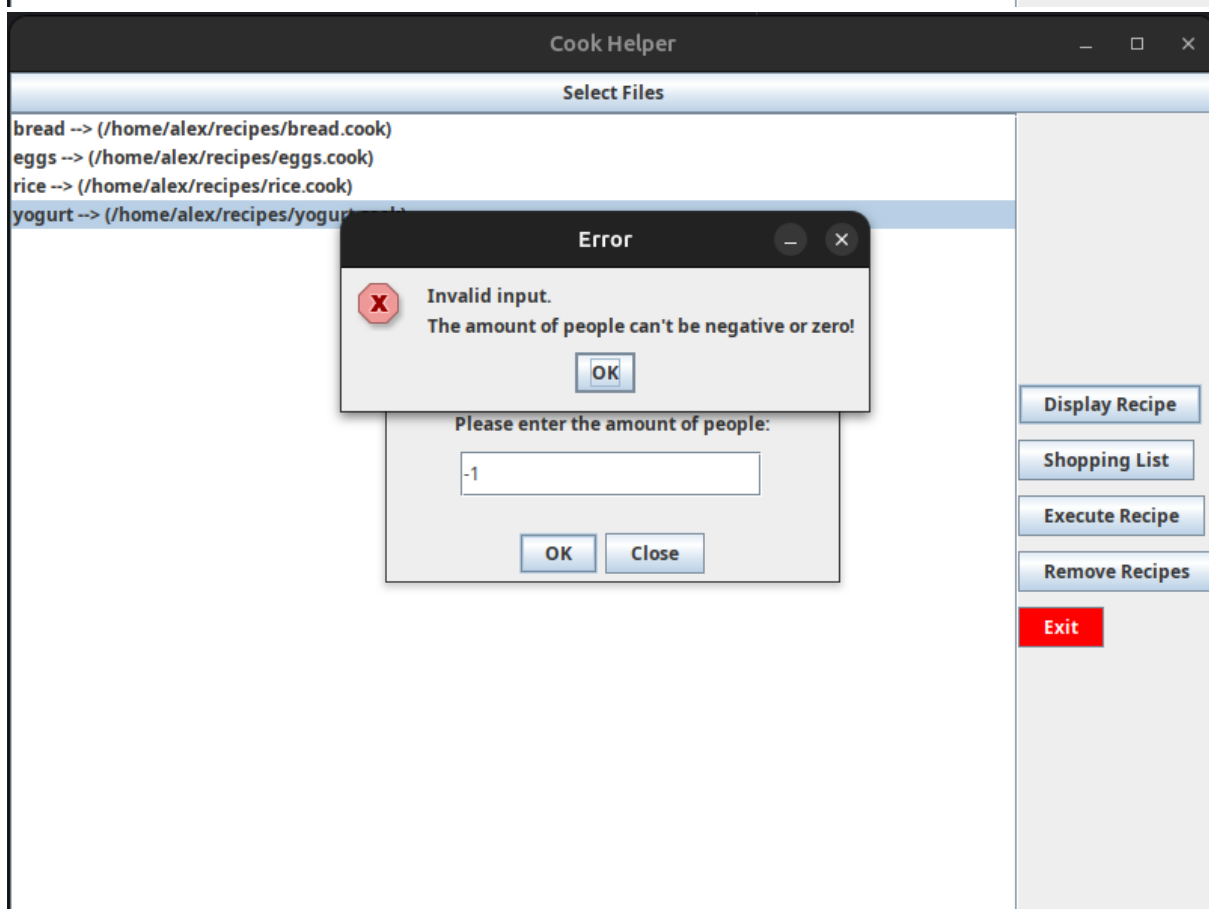 Cook Helper
Select Files
bread --> (/home/alex/recipes/bread.cook)
eggs --> (/home/alex/recipes/eggs.cook)
rice --> (/home/alex/recipes/rice.cook)
yogurt --> (/home/alex/recipes/yogurt.cook)
Error
X
Invalid input.
The amount of people can't be negative or zero!
OK
Please enter the amount of people:
-1
OK Close
Display Recipe
Shopping List
Execute Recipe
Remove Recipes
Exit